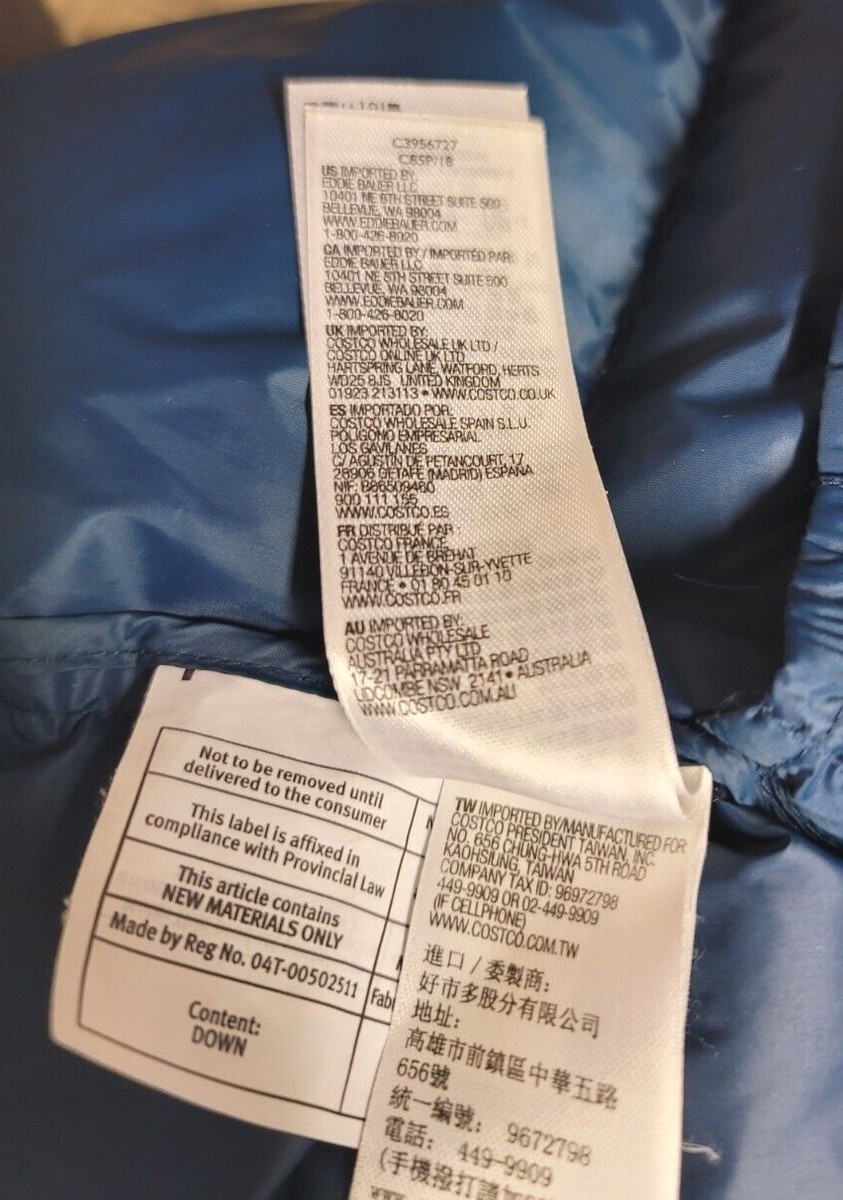 C3956727
C8SP/18
US IMPORTED BY:
EDDIE BAUER LLC
10401 NE 8TH STREET SUITE 500
BELLEVUE, WA 98004
WWW.EDDIEBAUER.COM
1-800-426-8020
CA IMPORTED BY / IMPORTÉD PAR:
EDDIE BAUER LLC
10401 NE 8TH STREET SUITE 500
BELLEVUE, WA 98004
WWW.EDDIEBAUER.COM
1-800-426-8020
UK IMPORTED BY:
COSTCO WHOLESALE UK LTD /
COSTCO ONLINE UK LTD
HARTSPRING LANE, WATFORD, HERTS
WD25 8JS UNITED KINGDOM
01923 213113 • WWW.COSTCO.CO.UK
ES IMPORTADO POR:
COSTCO WHOLESALE SPAIN S.L.U.
POLIGONO EMPRESARIAL
LOS GAVILANES
C/ AGUSTIN DE PETANCOURT, 17
28906 GETAFE (MADRID) ESPAÑA
NIF: B86509460
900 111 155
WWW.COSTCO.ES
FR DISTRIBUÉ PAR :
COSTCO FRANCE
1 AVENUE DE BRÉHAT
91140 VILLEBON-SUR-YVETTE
FRANCE • 01 80 45 01 10
WWW.COSTCO.FR
AU IMPORTED BY:
COSTCO WHOLESALE
AUSTRALIA PTY LTD
17-21 PARRAMATTA ROAD
LIDCOMBE NSW 2141 • AUSTRALIA
WWW.COSTCO.COM.AU
Not to be removed until
delivered to the consumer
This label is affixed in
compliance with Provincial Law
This article contains
NEW MATERIALS ONLY
Made by Reg No. 04T-00502511
Content:
DOWN
TW IMPORTED BY/MANUFACTURED FOR:
COSTCO PRESIDENT TAIWAN, INC.
NO. 656 CHUNG-HWA 5TH ROAD
KAOHSIUNG, TAIWAN
COMPANY TAX ID: 96972798
449-9909 OR 02-449-9909
(IF CELLPHONE)
WWW.COSTCO.COM.TW
進口/委製商:
好市多股分有限公司
地址:
高雄市前鎮區中華五路
656號
統一編號: 9672798
電話: 449-9909
(手機撥打請加